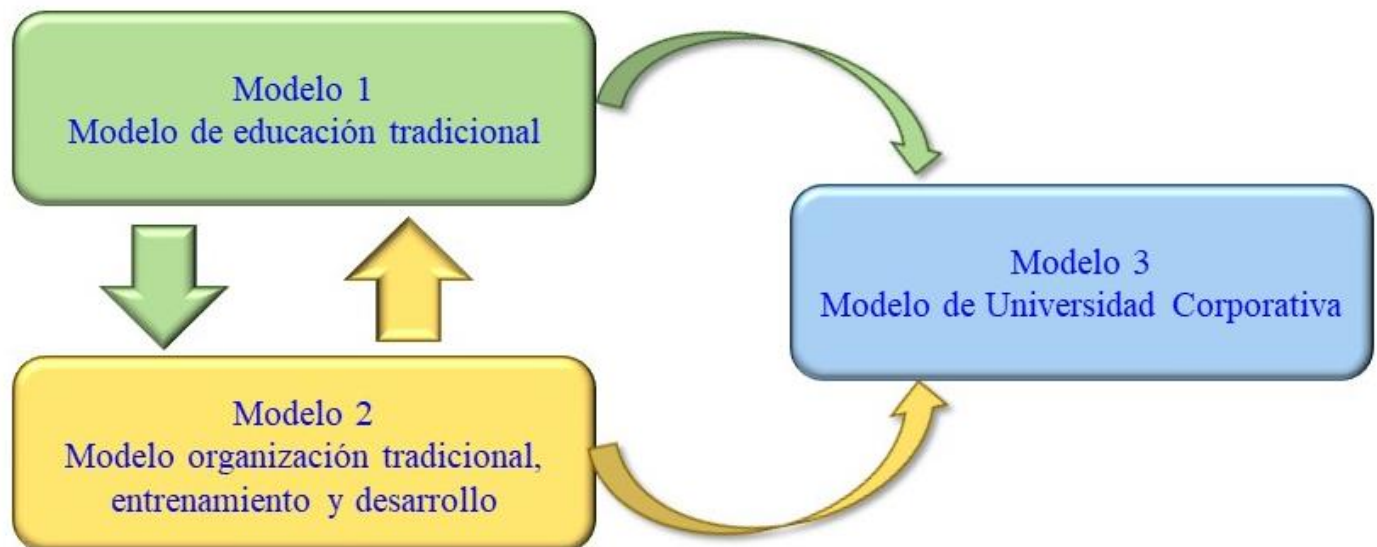 Modelo 1
Modelo de educación tradicional
Modelo 3
Modelo de Universidad Corporativa
Modelo 2
Modelo organización tradicional,
entrenamiento y desarrollo